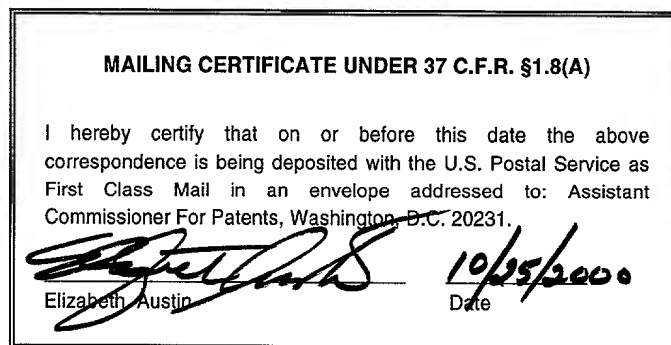 MAILING CERTIFICATE UNDER 37 C.F.R. §1.8(A)
I hereby certify that on or before this date the above
correspondence is being deposited with the U.S. Postal Service as
First Class Mail in an envelope addressed to: Assistant
Commissioner For Patents, Washington, D.C. 20231.
Elizabeth Austin 10/25/2000
Elizabeth Austin Date